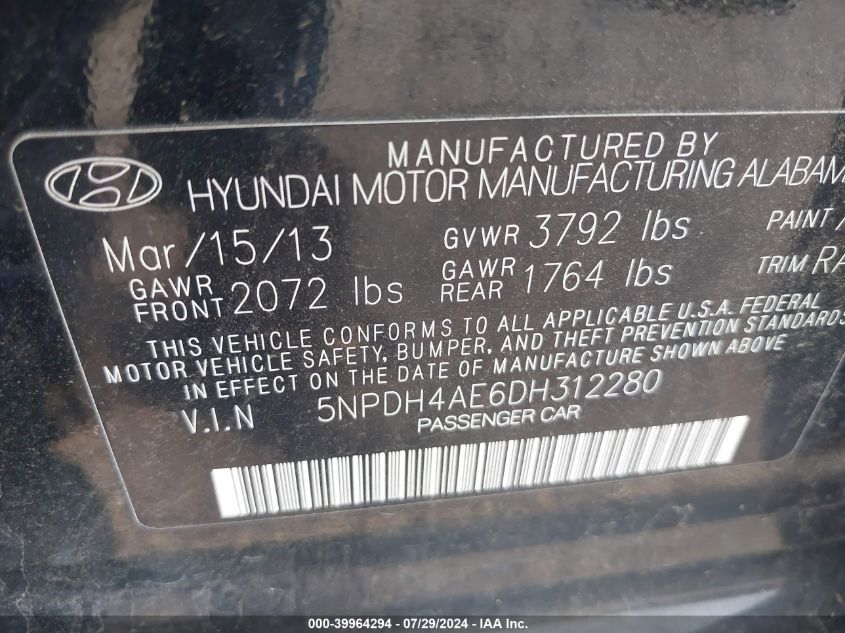 MANUFACTURED BY
HYUNDAI MOTOR MANUFACTURING
Mar/15/13 GVWR 3792 lbs PAINT/
GAWR FRONT 2072 lbs GAWR REAR 1764 lbs TRIM
THIS VEHICLE CONFORMS TO ALL APPLICABLE U.S.A. FEDERAL
MOTOR VEHICLE SAFETY, BUMPER, AND THEFT PREVENTION STANDARDS
IN EFFECT ON THE DATE OF MANUFACTURE SHOWN ABOVE
V.I.N 5NPDH4AE6DH312280
PASSENGER CAR
000-39964294 - 07/29/2024 - IAA Holdings, LLC.